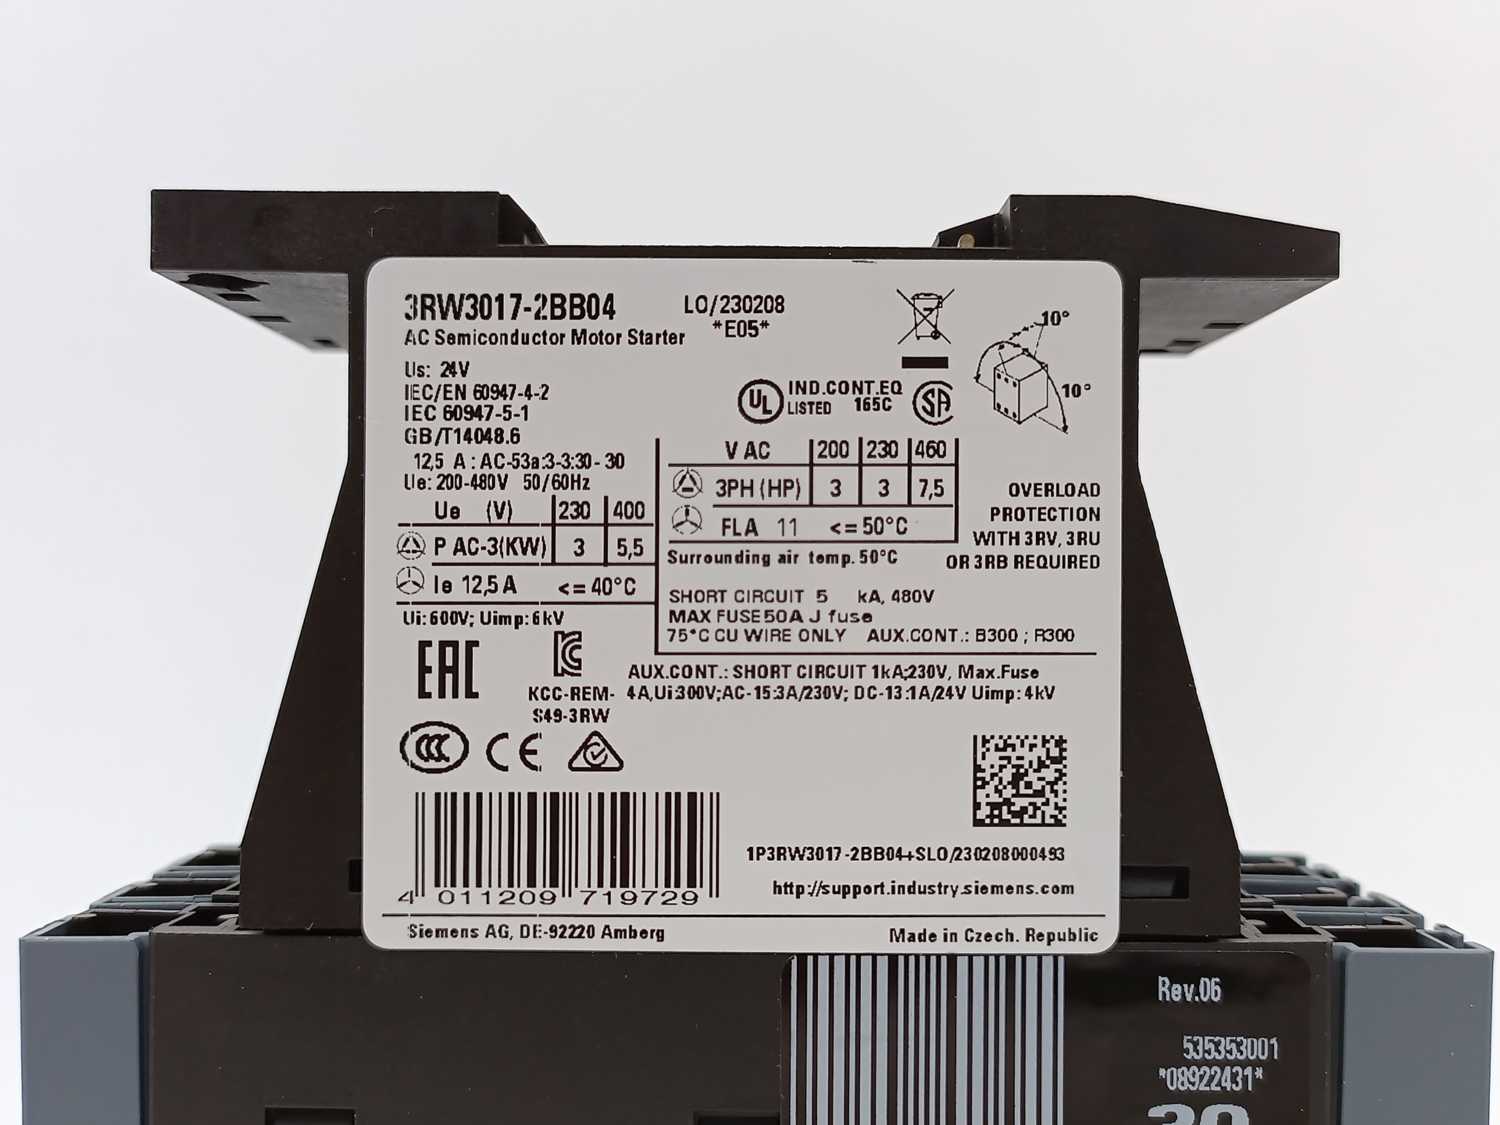 3RW3017-2BB04
LO/230208
*E05*
AC Semiconductor Motor Starter
10°
10°
Us: 24V
IEC/EN 60947-4-2
IEC 60947-5-1
GB/T14048.6
12,5 A : AC-53a:3-3:30- 30
Ue: 200-480V 50/60Hz
UL IND.CONT.EQ
LISTED 165C
SA
Ue (V) 230 400
P AC-3(KW) 3 5,5
Ie 12,5 A <= 40°C
Ui: 600V; Uimp: 6 kV
V AC 200 230 460
3PH (HP) 3 3 7,5
FLA 11 <= 50°C
Surrounding air temp. 50°C
OVERLOAD
PROTECTION
WITH 3RV, 3RU
OR 3RB REQUIRED
SHORT CIRCUIT 5 kA, 480V
MAX FUSE 50A J fuse
75°C CU WIRE ONLY AUX.CONT.: B300 ; R300
EAC
KCC-REM-
S49-3RW
AUX.CONT.: SHORT CIRCUIT 1kA;230V, Max.Fuse
4A,Ui:300V;AC-15:3A/230V; DC-13:1A/24V Uimp: 4kV
CCC CE
4 011209 719729
1P3RW3017-2BB04+SLO/230208000493
http://support.industry.siemens.com
Siemens AG, DE-92220 Amberg
Made in Czech. Republic
Rev.06
535353001
*08922431*
30